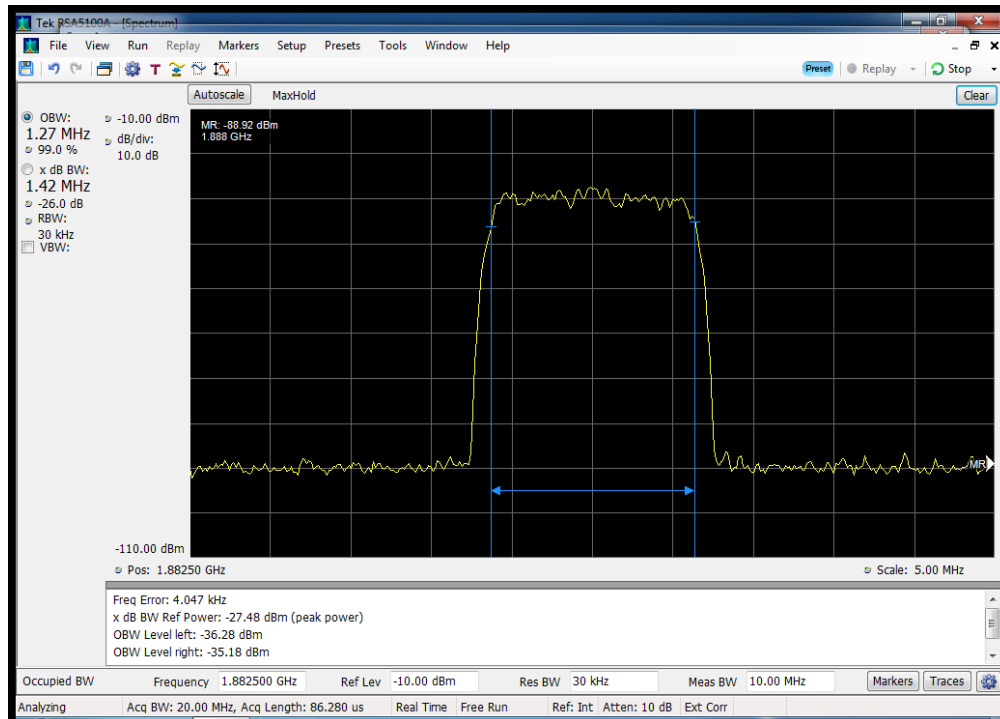 Tek RSA5100A - [Spectrum]
File View Run Replay Markers Setup Presets Tools Window Help
T Preset Replay Stop
Autoscale MaxHold Clear
OBW:
1.27 MHz
99.0 %
x dB BW:
1.42 MHz
-26.0 dB
RBW:
30 kHz
VBW:
-10.00 dBm
dB/div:
10.0 dB
MR: -88.92 dBm
1.888 GHz
MR
-110.00 dBm
Pos: 1.88250 GHz Scale: 5.00 MHz
Freq Error: 4.047 kHz
x dB BW Ref Power: -27.48 dBm (peak power)
OBW Level left: -36.28 dBm
OBW Level right: -35.18 dBm
Occupied BW Frequency 1.882500 GHz Ref Lev -10.00 dBm Res BW 30 kHz Meas BW 10.00 MHz Markers Traces
Analyzing Acq BW: 20.00 MHz, Acq Length: 86.280 us Real Time Free Run Ref: Int Atten: 10 dB Ext Corr